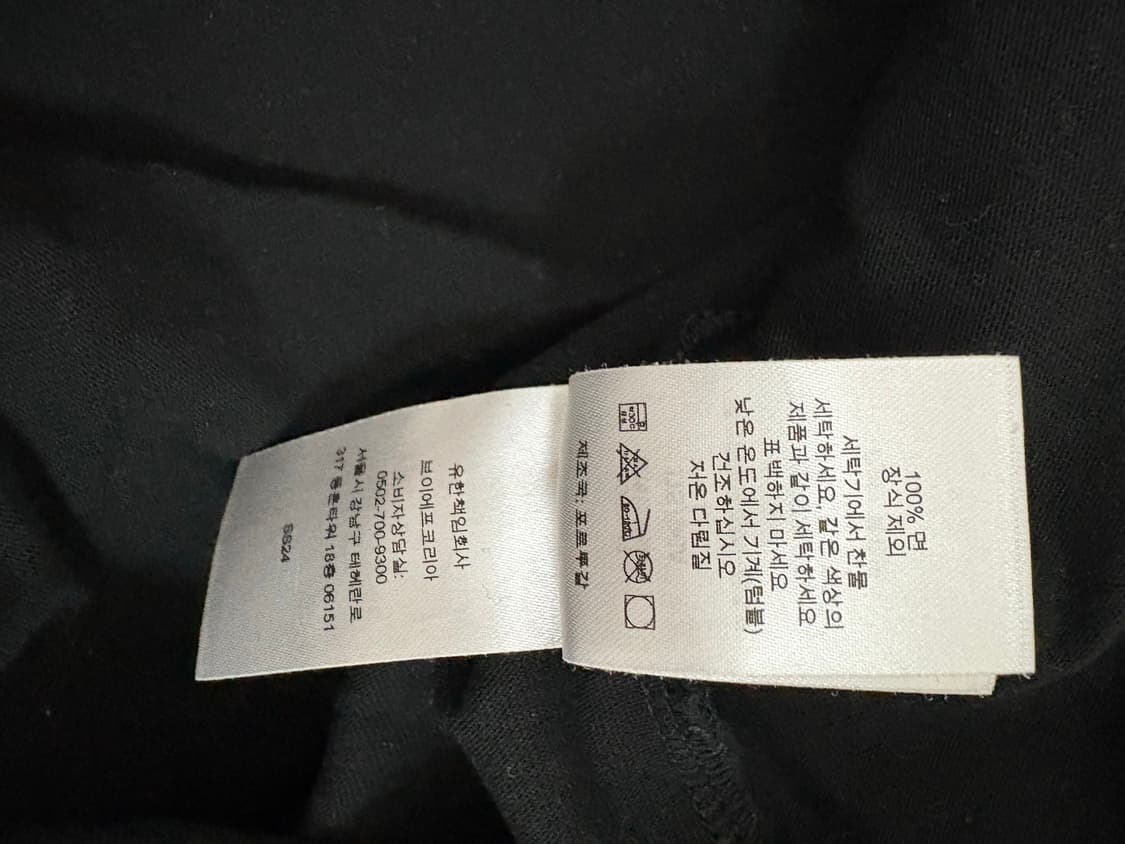 100% 면
장식 제외
세탁기에서 찬물
세탁하세요, 같은 색상의
제품과 같이 세탁하세요
표백하지 마세요
낮은 온도에서 기계(텀블)
건조하십시오
저온 다림질
제조국: 포르투갈
유한책임회사
브이에프코리아
소비자상담실:
0502-700-9300
서울시 강남구 테헤란로
317 동훈타워 18층 06151
SS24